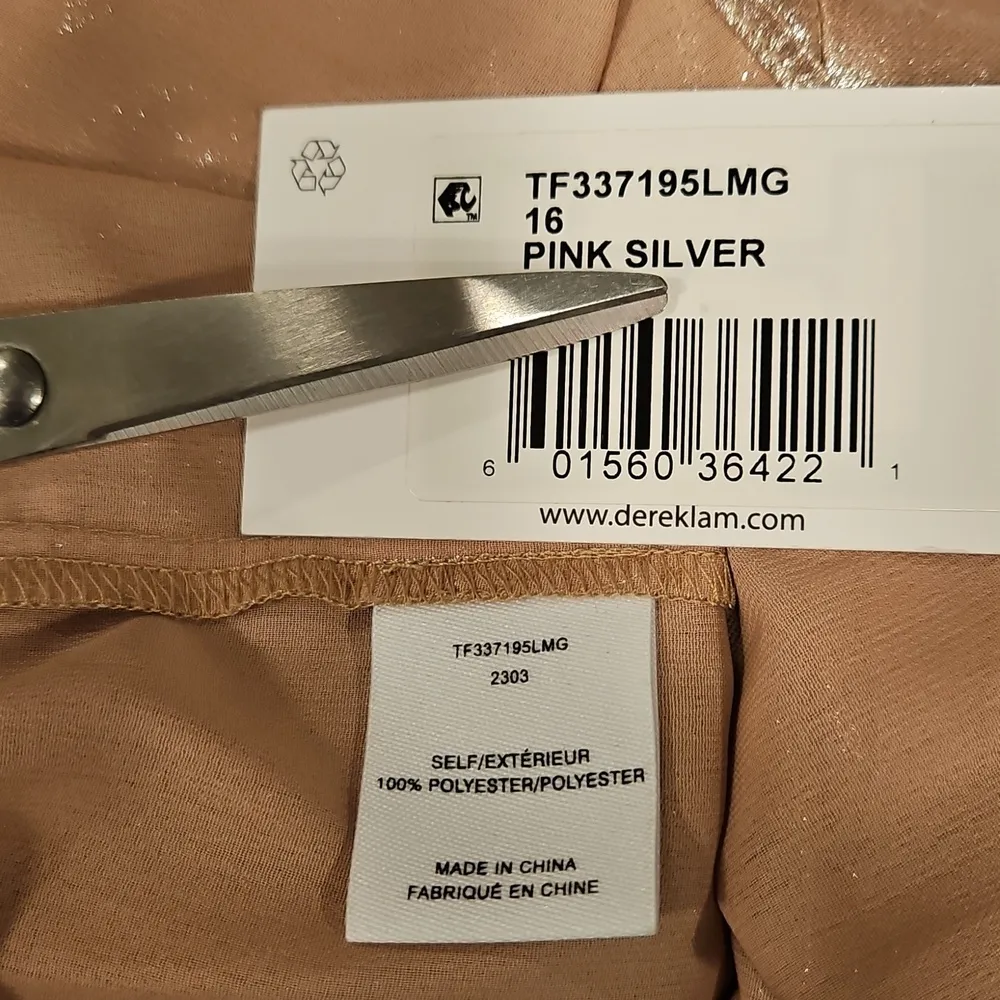 TF337195LMG
16
PINK SILVER
TM
6 01560 36422 1
www.dereklam.com
TF337195LMG
2303
SELF/EXTÉRIEUR
100% POLYESTER/POLYESTER
MADE IN CHINA
FABRIQUÉ EN CHINE